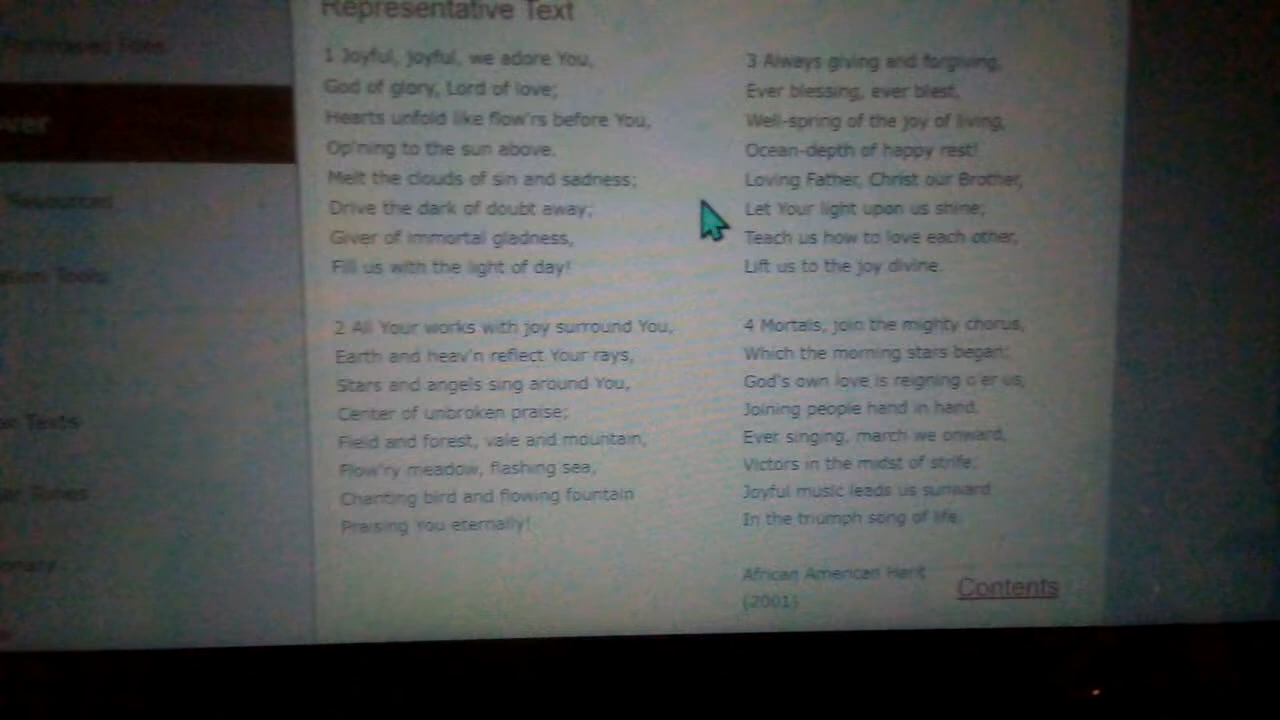 Representative Text
1 Joyful, joyful, we adore You,
God of glory, Lord of love;
Hearts unfold like flow'rs before You,
Op'ning to the sun above.
Melt the clouds of sin and sadness;
Drive the dark of doubt away;
Giver of immortal gladness,
Fill us with the light of day!
2 All Your works with joy surround You,
Earth and heav'n reflect Your rays,
Stars and angels sing around You,
Center of unbroken praise;
Field and forest, vale and mountain,
Flow'ry meadow, flashing sea,
Chanting bird and flowing fountain
Praising You eternally!
3 Always giving and forgiving,
Ever blessing, ever blest,
Well-spring of the joy of living,
Ocean-depth of happy rest!
Loving Father, Christ our Brother,
Let Your light upon us shine;
Teach us how to love each other,
Lift us to the joy divine.
4 Mortals, join the mighty chorus,
Which the morning stars began;
God's own love is reigning o'er us,
Joining people hand in hand.
Ever singing, march we onward,
Victors in the midst of strife;
Joyful music leads us sunward
In the triumph song of life.
African American Herit
(2001)
Contents
Resources
Texts
Tools